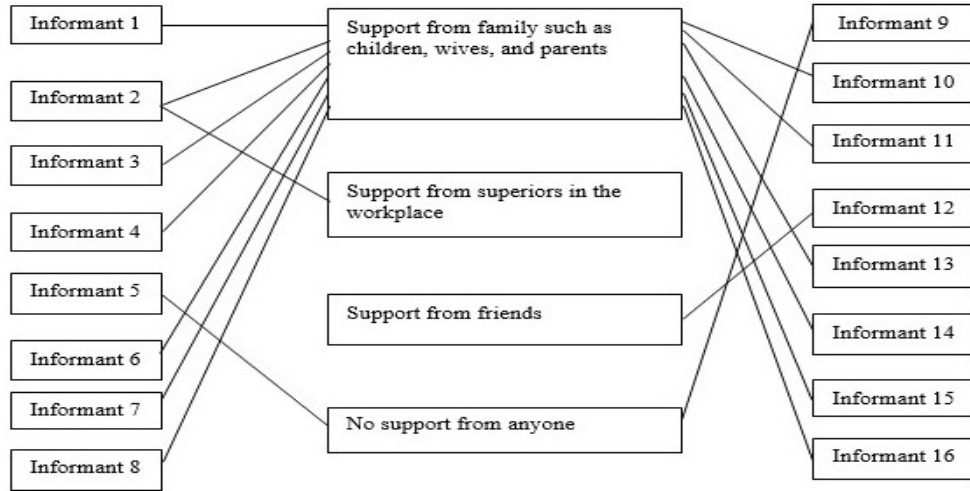 Informant 1
Informant 2
Informant 3
Informant 4
Informant 5
Informant 6
Informant 7
Informant 8
Support from family such as
children, wives, and parents
Support from superiors in the
workplace
Support from friends
No support from anyone
Informant 9
Informant 10
Informant 11
Informant 12
Informant 13
Informant 14
Informant 15
Informant 16